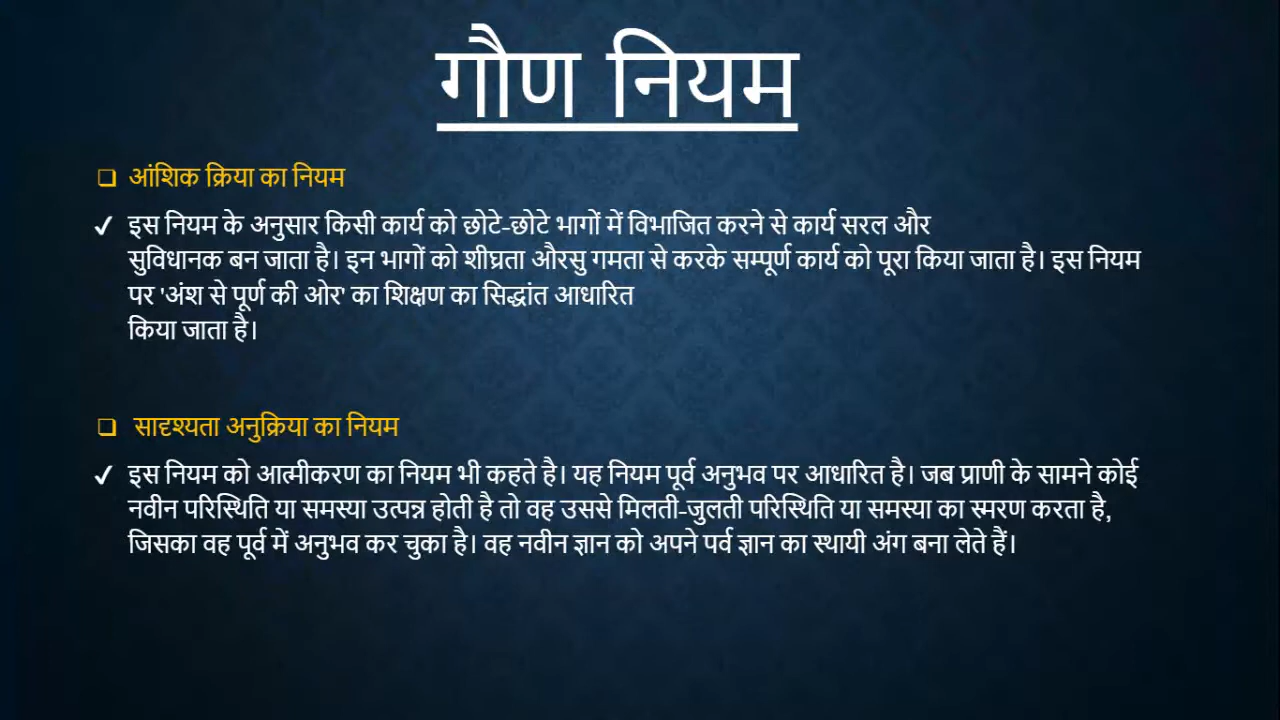 गौण नियम
❑ आंशिक क्रिया का नियम
✓ इस नियम के अनुसार किसी कार्य को छोटे-छोटे भागों में विभाजित करने से कार्य सरल और
सुविधानक बन जाता है। इन भागों को शीघ्रता औरसु गमता से करके सम्पूर्ण कार्य को पूरा किया जाता है। इस नियम
पर 'अंश से पूर्ण की ओर' का शिक्षण का सिद्धांत आधारित
किया जाता है।
❑ सादृश्यता अनुक्रिया का नियम
✓ इस नियम को आत्मीकरण का नियम भी कहते है। यह नियम पूर्व अनुभव पर आधारित है। जब प्राणी के सामने कोई
नवीन परिस्थिति या समस्या उत्पन्न होती है तो वह उससे मिलती-जुलती परिस्थिति या समस्या का स्मरण करता है,
जिसका वह पूर्व में अनुभव कर चुका है। वह नवीन ज्ञान को अपने पर्व ज्ञान का स्थायी अंग बना लेते हैं।